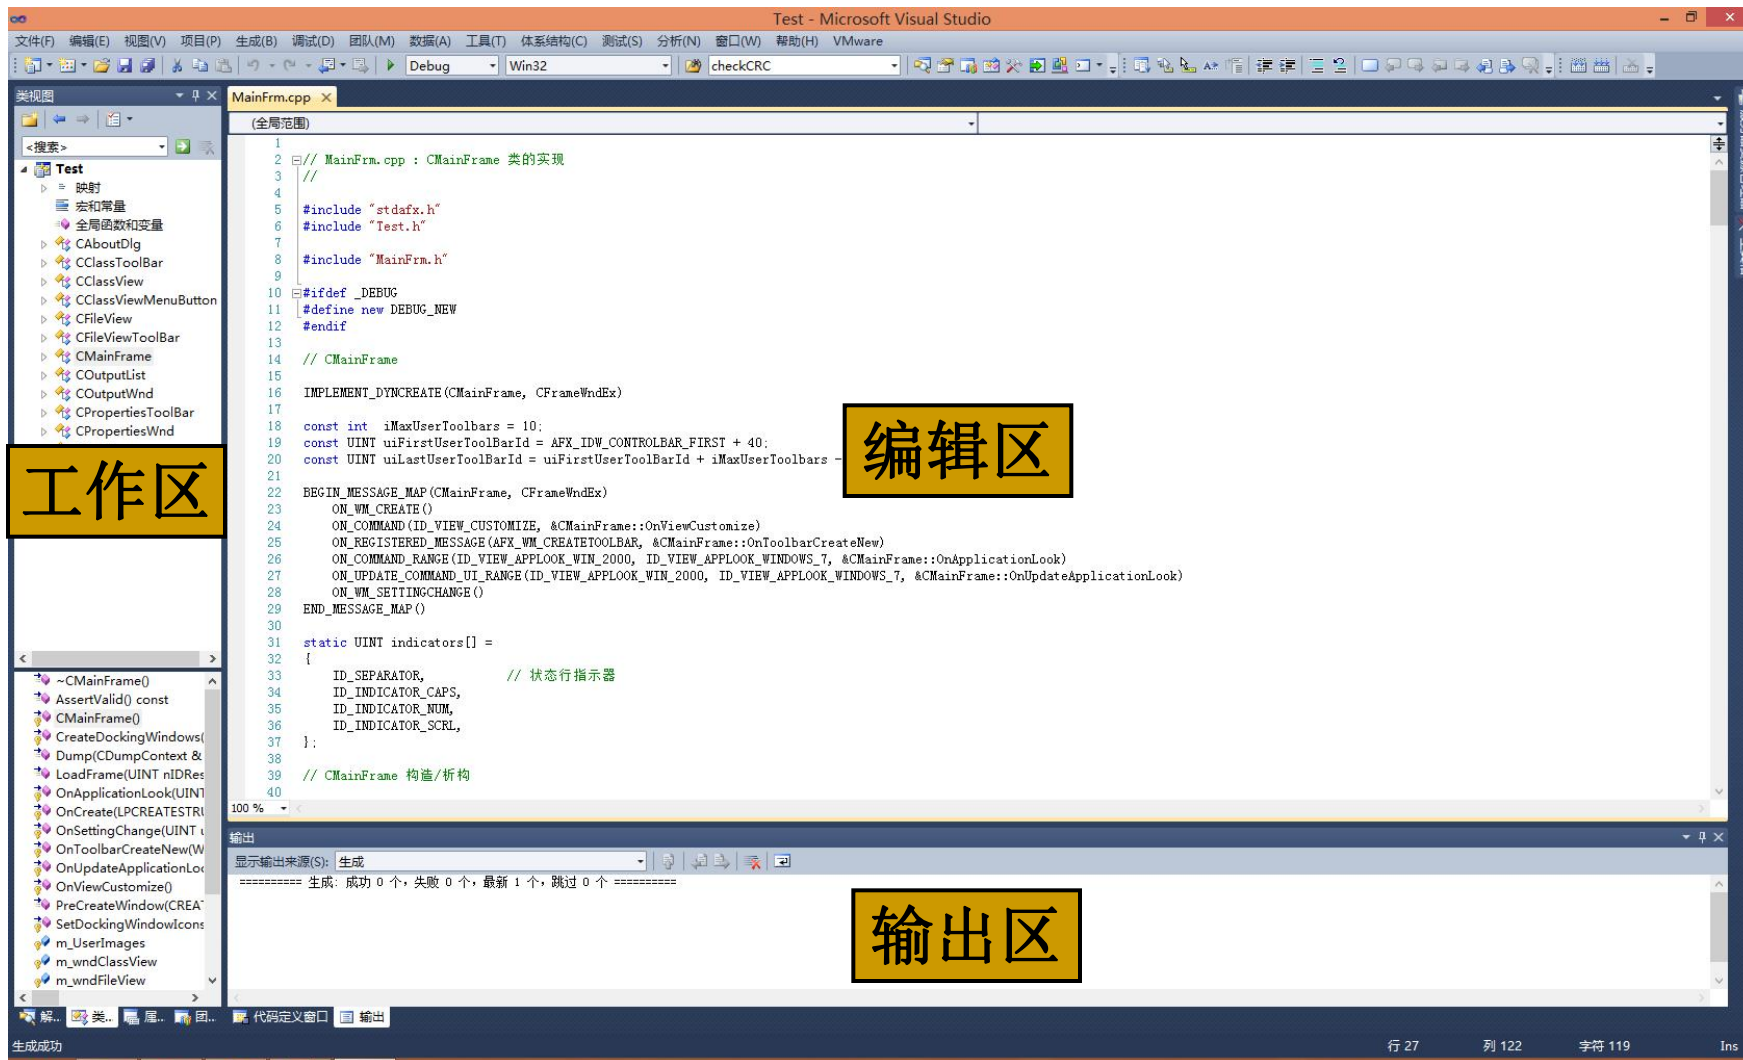 Test - Microsoft Visual Studio
文件(F) 编辑(E) 视图(V) 项目(P) 生成(B) 调试(D) 团队(M) 数据(A) 工具(T) 体系结构(C) 测试(S) 分析(N) 窗口(W) 帮助(H) VMware
Debug Win32 checkCRC
类视图
<搜索>
Test
映射
宏和常量
全局函数和变量
CAboutDlg
CClassToolBar
CClassView
CClassViewMenuButton
CFileView
CFileViewToolBar
CMainFrame
COutputList
COutputWnd
CPropertiesToolBar
CPropertiesWnd
工作区
~CMainFrame()
AssertValid() const
CMainFrame()
CreateDockingWindows(
Dump(CDumpContext &
LoadFrame(UINT nIDRes
OnApplicationLook(UINT
OnCreate(LPCREATESTRU
OnSettingChange(UINT u
OnToolbarCreateNew(W
OnUpdateApplicationLoo
OnViewCustomize()
PreCreateWindow(CREAT
SetDockingWindowIcons
m_UserImages
m_wndClassView
m_wndFileView
解... 类... 属... 团...
MainFrm.cpp
(全局范围)
1
2 // MainFrm.cpp : CMainFrame 类的实现
3 //
4
5 #include "stdafx.h"
6 #include "Test.h"
7
8 #include "MainFrm.h"
9
10 #ifdef _DEBUG
11 #define new DEBUG_NEW
12 #endif
13
14 // CMainFrame
15
16 IMPLEMENT_DYNCREATE(CMainFrame, CFrameWndEx)
17
18 const int  iMaxUserToolbars = 10;
19 const UINT uiFirstUserToolBarId = AFX_IDW_CONTROLBAR_FIRST + 40;
20 const UINT uiLastUserToolBarId = uiFirstUserToolBarId + iMaxUserToolbars -
21
22 BEGIN_MESSAGE_MAP(CMainFrame, CFrameWndEx)
23 ON_WM_CREATE()
24 ON_COMMAND(ID_VIEW_CUSTOMIZE, &CMainFrame::OnViewCustomize)
25 ON_REGISTERED_MESSAGE(AFX_WM_CREATETOOLBAR, &CMainFrame::OnToolbarCreateNew)
26 ON_COMMAND_RANGE(ID_VIEW_APPLOOK_WIN_2000, ID_VIEW_APPLOOK_WINDOWS_7, &CMainFrame::OnApplicationLook)
27 ON_UPDATE_COMMAND_UI_RANGE(ID_VIEW_APPLOOK_WIN_2000, ID_VIEW_APPLOOK_WINDOWS_7, &CMainFrame::OnUpdateApplicationLook)
28 ON_WM_SETTINGCHANGE()
29 END_MESSAGE_MAP()
30
31 static UINT indicators[] =
32 {
33 ID_SEPARATOR, // 状态行指示器
34 ID_INDICATOR_CAPS,
35 ID_INDICATOR_NUM,
36 ID_INDICATOR_SCRL,
37 };
38
39 // CMainFrame 构造/析构
40
编辑区
100 %
输出
显示输出来源(S): 生成
========== 生成: 成功 0 个，失败 0 个，最新 1 个，跳过 0 个 ==========
输出区
代码定义窗口 输出
生成成功 行 27 列 122 字符 119 Ins